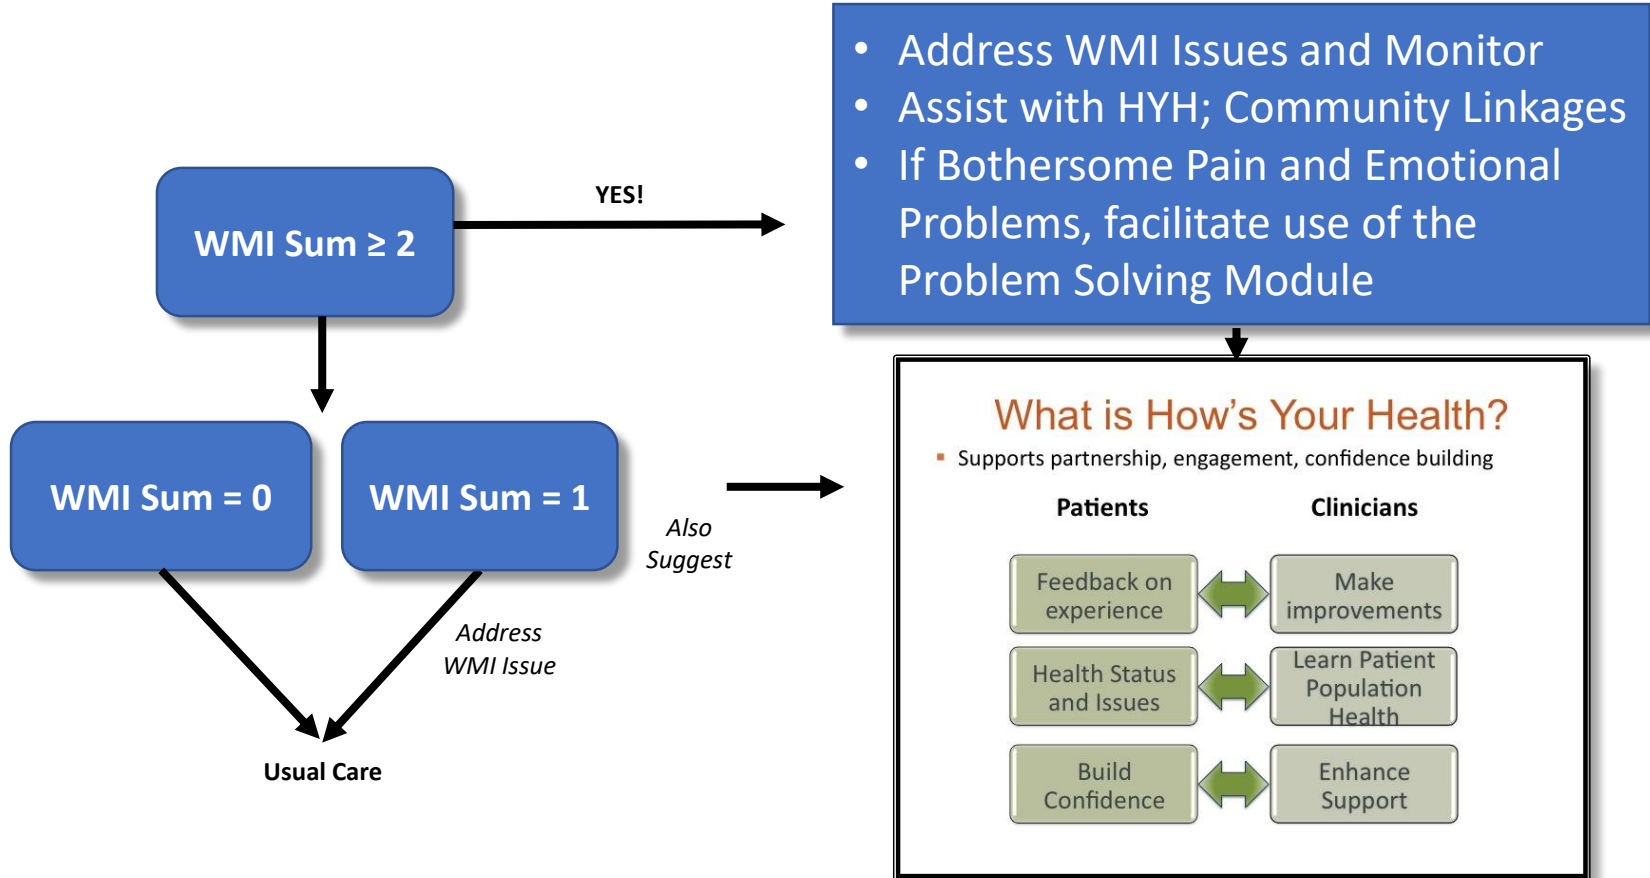 • Address WMI Issues and Monitor
• Assist with HYH; Community Linkages
• If Bothersome Pain and Emotional
Problems, facilitate use of the
Problem Solving Module
YES!
WMI Sum ≥ 2
WMI Sum = 0
WMI Sum = 1
Also
Suggest
Address
WMI Issue
Usual Care
What is How’s Your Health?
▪ Supports partnership, engagement, confidence building
Patients
Clinicians
Feedback on
experience
Make
improvements
Health Status
and Issues
Learn Patient
Population
Health
Build
Confidence
Enhance
Support